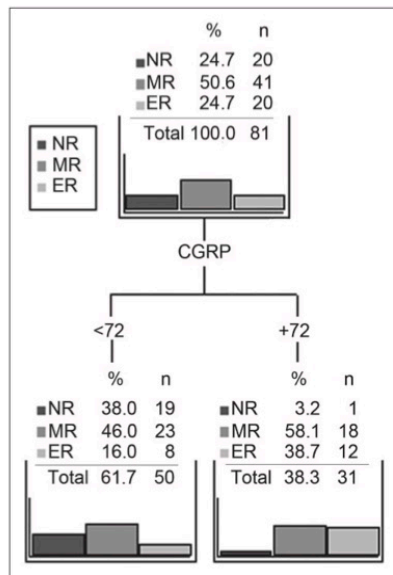 % n
NR 24.7 20
MR 50.6 41
ER 24.7 20
Total 100.0 81
NR
MR
ER
CGRP
<72
+72
% n
NR 38.0 19
MR 46.0 23
ER 16.0 8
Total 61.7 50
% n
NR 3.2 1
MR 58.1 18
ER 38.7 12
Total 38.3 31